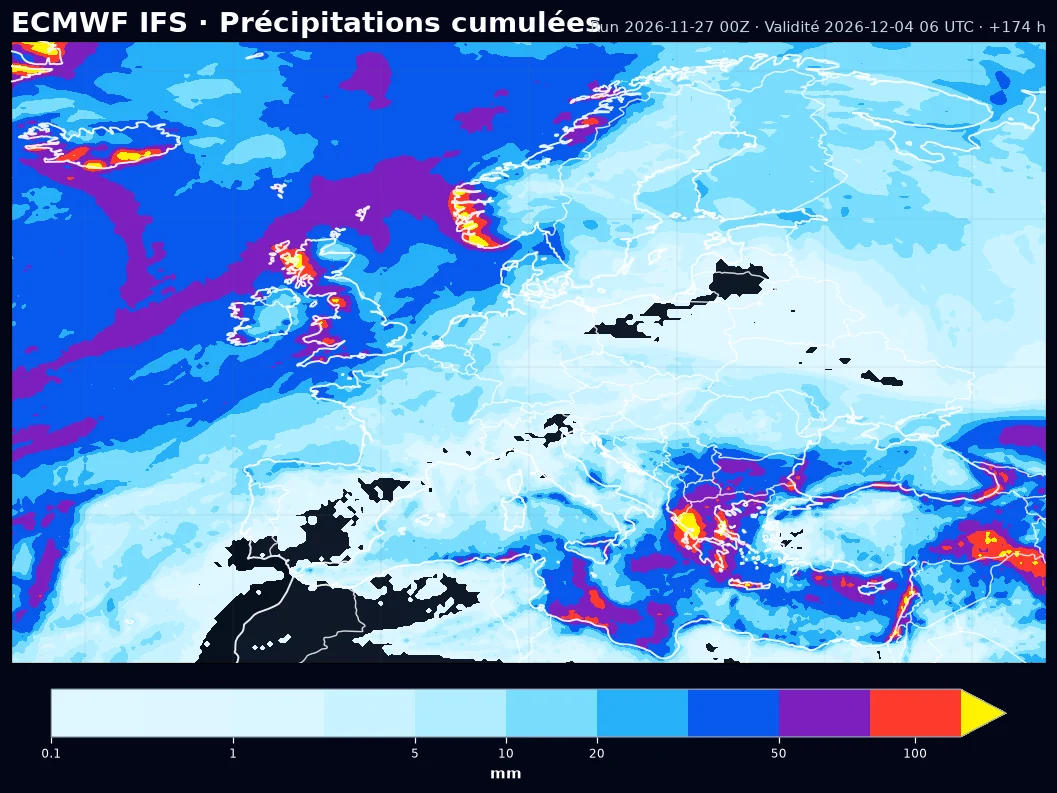 ECMWF IFS · Précipitations cumulées
Run 2026-11-27 00Z · Validité 2026-12-04 06 UTC · +174 h
0.1 1 5 10 20 50 100
mm